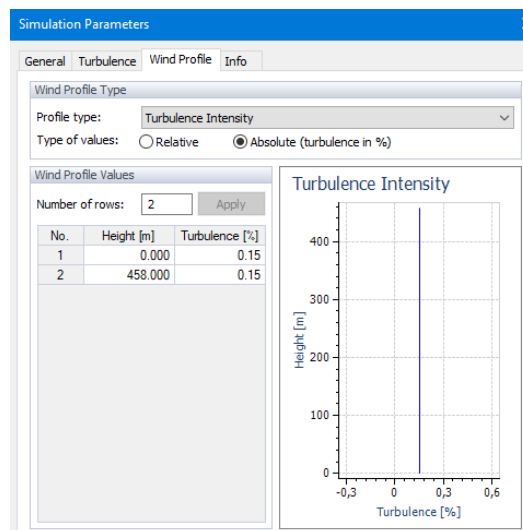 Simulation Parameters
General Turbulence Wind Profile Info
Wind Profile Type
Profile type: Turbulence Intensity
Type of values: Relative Absolute (turbulence in %)
Wind Profile Values
Number of rows: 2 Apply
No. Height [m] Turbulence [%]
1 0.000 0.15
2 458.000 0.15
Turbulence Intensity
Height [m]
400
300
200
100
0
-0,3 0 0,3 0,6
Turbulence [%]